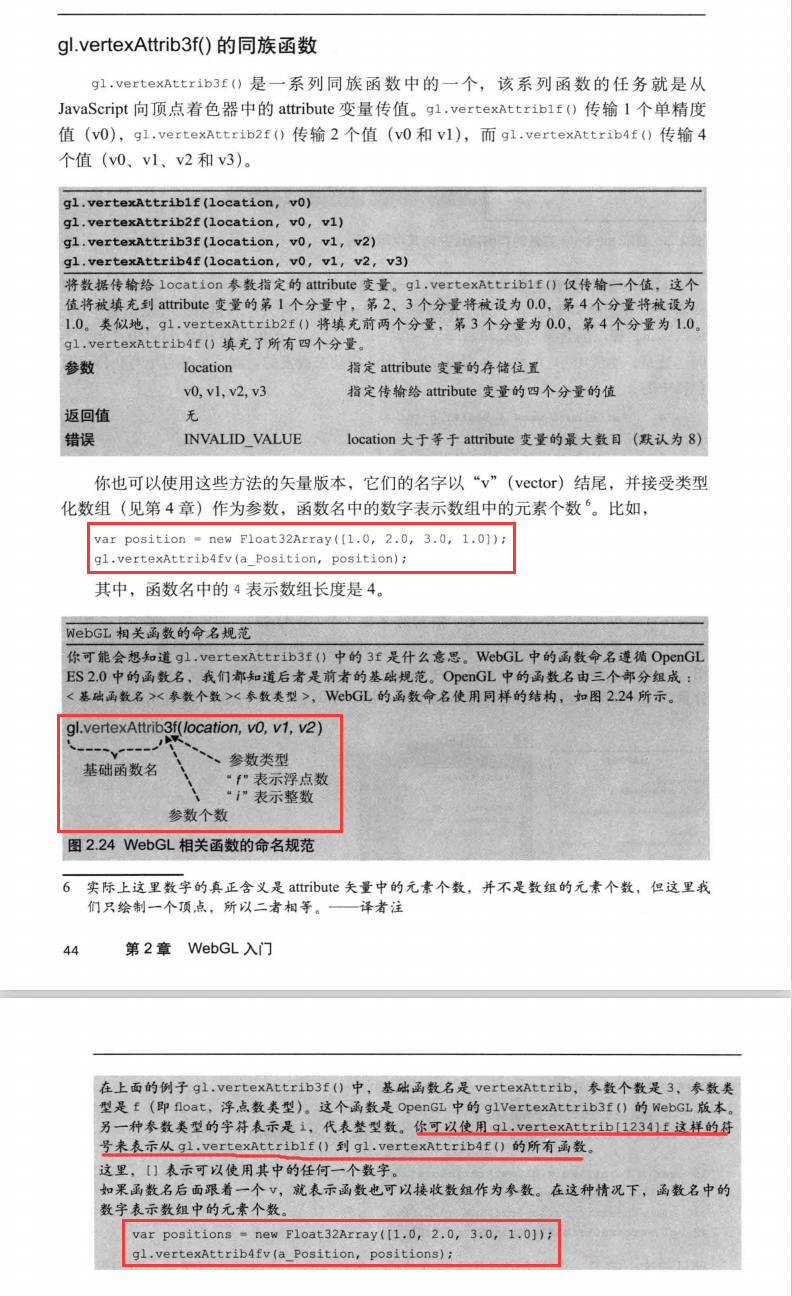 gl.vertexAttrib3f() 的同族函数
gl.vertexAttrib3f() 是一系列同族函数中的一个，该系列函数的任务就是从
JavaScript 向顶点着色器中的 attribute 变量传值。gl.vertexAttrib1f() 传输 1 个单精度
值（v0），gl.vertexAttrib2f() 传输 2 个值（v0 和 v1），而 gl.vertexAttrib4f() 传输 4
个值（v0、v1、v2 和 v3）。
gl.vertexAttrib1f(location, v0)
gl.vertexAttrib2f(location, v0, v1)
gl.vertexAttrib3f(location, v0, v1, v2)
gl.vertexAttrib4f(location, v0, v1, v2, v3)
将数据传输给 location 参数指定的 attribute 变量。gl.vertexAttrib1f() 仅传输一个值，这个
值将被填充到 attribute 变量的第 1 个分量中，第 2、3 个分量将被设为 0.0，第 4 个分量将被设为
1.0。类似地，gl.vertexAttrib2f() 将填充前两个分量，第 3 个分量为 0.0，第 4 个分量为 1.0。
gl.vertexAttrib4f() 填充了所有四个分量。
参数 location 指定 attribute 变量的存储位置
v0, v1, v2, v3 指定传输给 attribute 变量的四个分量的值
返回值 无
错误 INVALID_VALUE location 大于等于 attribute 变量的最大数目（默认为 8）
你也可以使用这些方法的矢量版本，它们的名字以“v”（vector）结尾，并接受类型
化数组（见第 4 章）作为参数，函数名中的数字表示数组中的元素个数 6。比如，
var position = new Float32Array([1.0, 2.0, 3.0, 1.0]);
gl.vertexAttrib4fv(a_Position, position);
其中，函数名中的 4 表示数组长度是 4。
WebGL 相关函数的命名规范
你可能会想知道 gl.vertexAttrib3f() 中的 3f 是什么意思。WebGL 中的函数命名遵循 OpenGL
ES 2.0 中的函数名，我们都知道后者是前者的基础规范。OpenGL 中的函数名由三个部分组成：
<基础函数名><参数个数><参数类型>，WebGL 的函数命名使用同样的结构，如图 2.24 所示。
gl.vertexAttrib3f(location, v0, v1, v2)
基础函数名
参数类型
“f”表示浮点数
“i”表示整数
参数个数
图 2.24 WebGL 相关函数的命名规范
6 实际上这里数字的真正含义是 attribute 矢量中的元素个数，并不是数组的元素个数，但这里我
们只绘制一个顶点，所以二者相等。——译者注
44 第 2 章 WebGL 入门
在上面的例子 gl.vertexAttrib3f() 中，基础函数名是 vertexAttrib，参数个数是 3，参数类
型是 f（即 float，浮点数类型）。这个函数是 OpenGL 中的 glVertexAttrib3f() 的 WebGL 版本。
另一种参数类型的字符表示是 i，代表整型数。你可以使用 gl.vertexAttrib[1234]f 这样的符
号来表示从 gl.vertexAttrib1f() 到 gl.vertexAttrib4f() 的所有函数。
这里，[] 表示可以使用其中的任何一个数字。
如果函数名后面跟着一个 v，就表示函数也可以接收数组作为参数。在这种情况下，函数名中的
数字表示数组中的元素个数。
var positions = new Float32Array([1.0, 2.0, 3.0, 1.0]);
gl.vertexAttrib4fv(a_Position, positions);